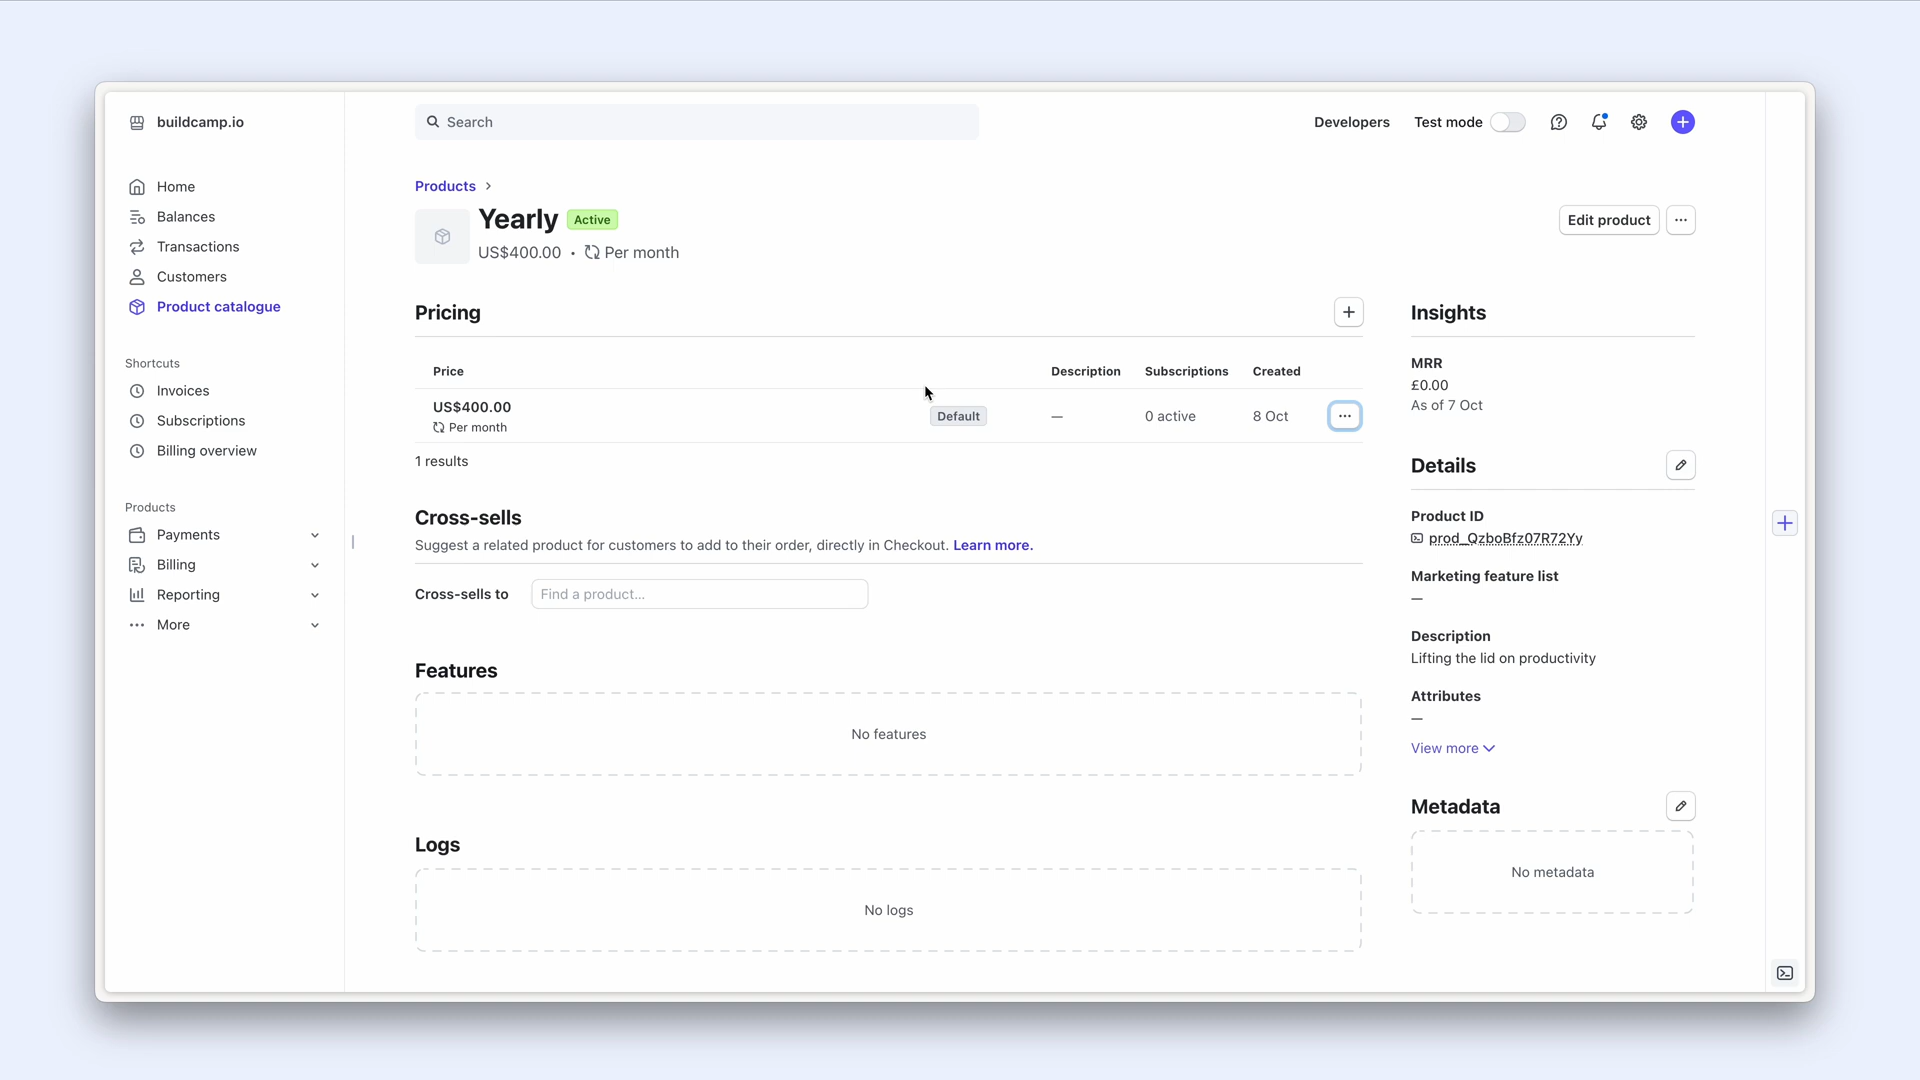 buildcamp.io
Search
Developers
Test mode
Home
Balances
Transactions
Customers
Product catalogue
Shortcuts
Invoices
Subscriptions
Billing overview
Products
Payments
Billing
Reporting
More
Products
Yearly
Active
US$400.00 • Per month
Edit product
Pricing
Price Description Subscriptions Created
US$400.00
Per month
Default
—
0 active
8 Oct
1 results
Cross-sells
Suggest a related product for customers to add to their order, directly in Checkout. Learn more.
Cross-sells to
Find a product...
Features
No features
Logs
No logs
Insights
MRR
£0.00
As of 7 Oct
Details
Product ID
prod_QzboBfz07R72Yy
Marketing feature list
—
Description
Lifting the lid on productivity
Attributes
—
View more
Metadata
No metadata